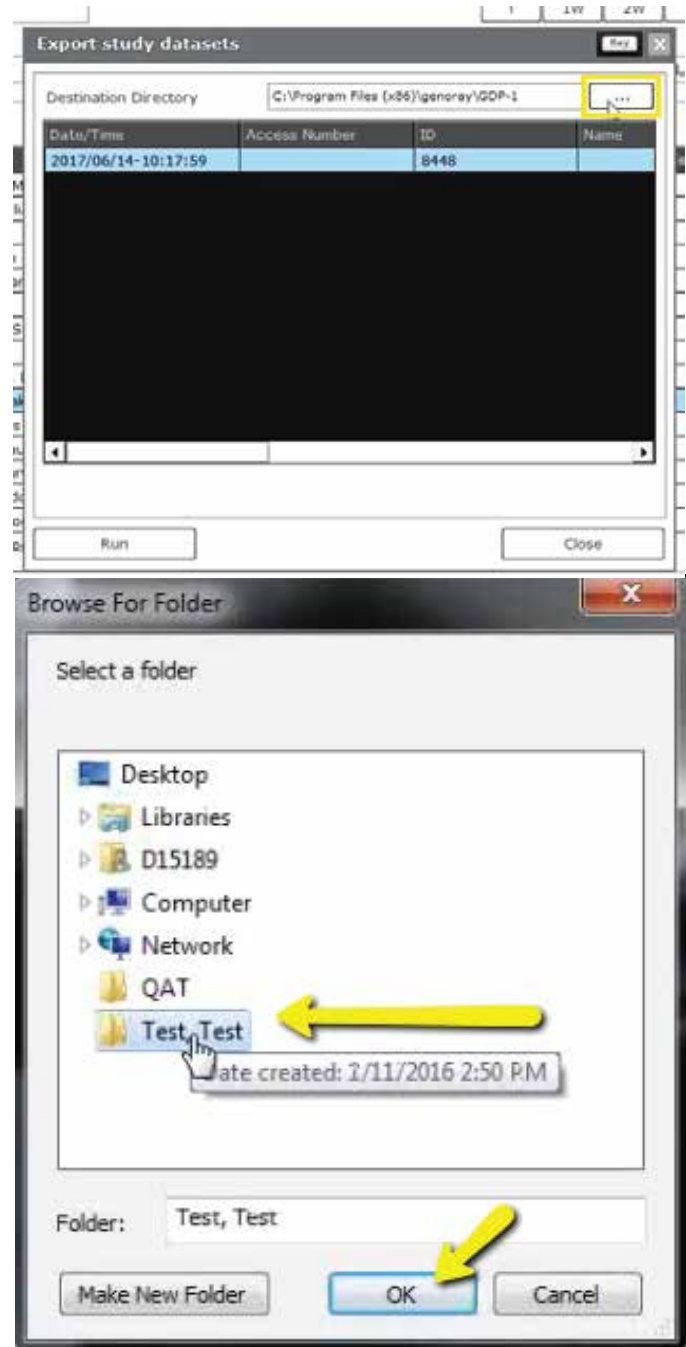 1W 2W
Export study datasets
Destination Directory C:\Program Files (x86)\genoray\GDP-1 ...
Date/Time Access Number ID Name
2017/06/14-10:17:59 8448
Run Close
Browse For Folder
Select a folder
Desktop
Libraries
D15189
Computer
Network
QAT
Test, Test
Date created: 1/11/2016 2:50 PM
Folder: Test, Test
Make New Folder OK Cancel